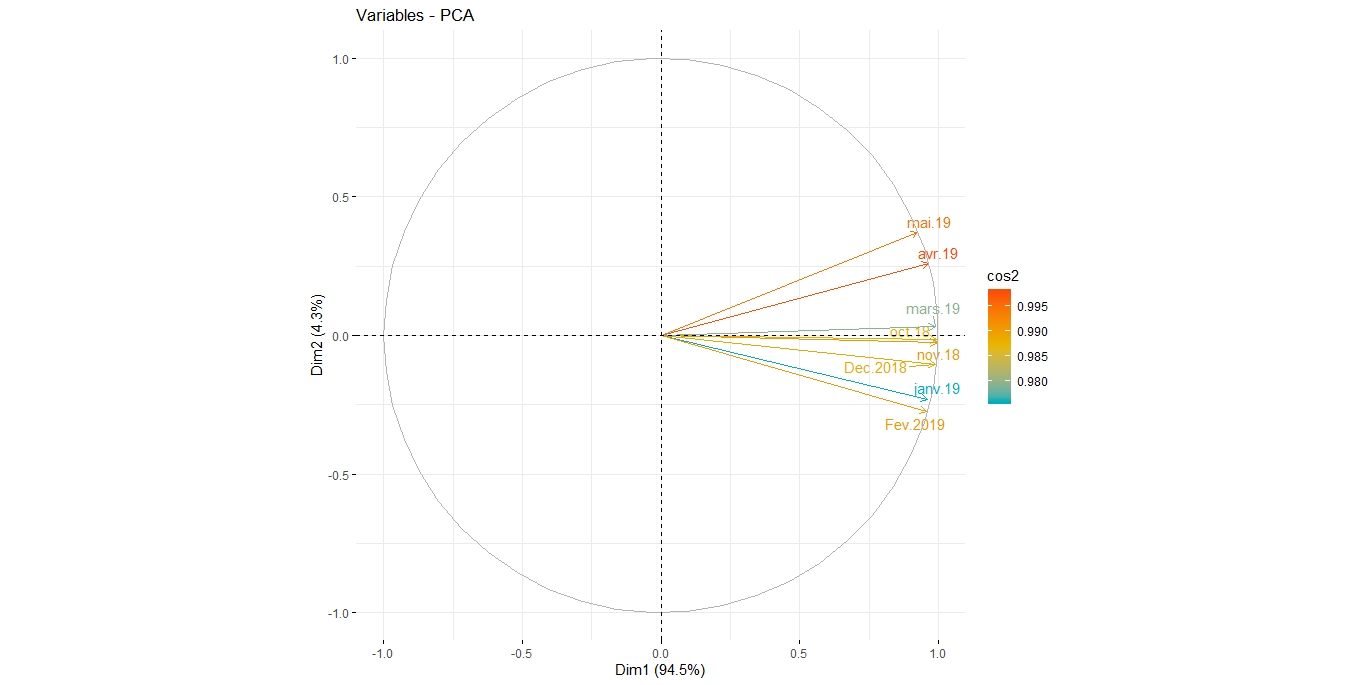 Variables - PCA
1.0
0.5
0.0
-0.5
-1.0
Dim2 (4.3%)
mai.19
avr.19
mars.19
oct.18
nov.18
Dec.2018
janv.19
Fev.2019
-1.0
-0.5
0.0
0.5
1.0
Dim1 (94.5%)
cos2
0.995
0.990
0.985
0.980